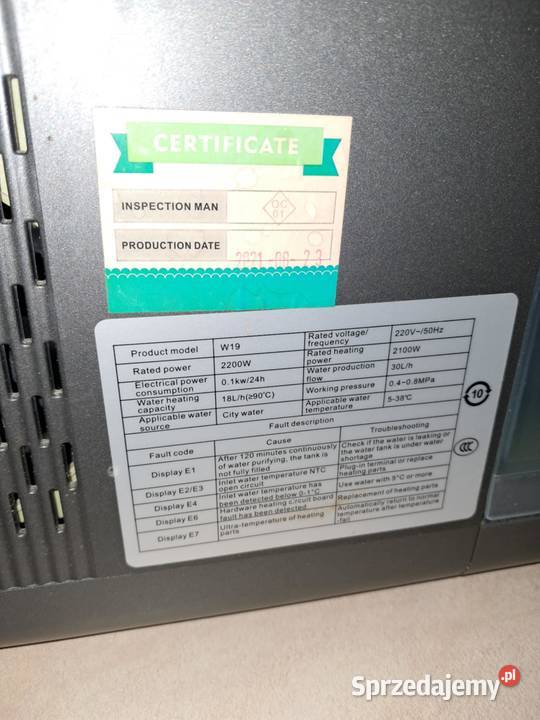 CERTIFICATE
INSPECTION MAN
QC
01
PRODUCTION DATE
Product model W19 Rated voltage/frequency 220V~/50Hz
Rated power 2200W Rated heating power 2100W
Electrical power consumption 0.1kw/24h Water production flow 30L/h
Water heating capacity 18L/h(≥90℃) Working pressure 0.4~0.8MPa
Applicable water source City water Applicable water temperature 5-38℃
Fault description
Fault code Cause Troubleshooting
Display E1 After 120 minutes continuously of water purifying, the tank is not fully filled Check if the water is leaking or the water tank is under water shortage
Display E2/E3 Inlet water temperature NTC open circuit Plug-in terminal or replace heating parts
Display E4 Inlet water temperature has been detected below 0-1℃ Use water with 5°C or more
Display E6 Hardware heating circuit board fault has been detected Replacement of heating parts
Display E7 Ultra-temperature of heating parts Automatically return to normal temperature after temperature -fall
10
CCC
Sprzedajemy.pl